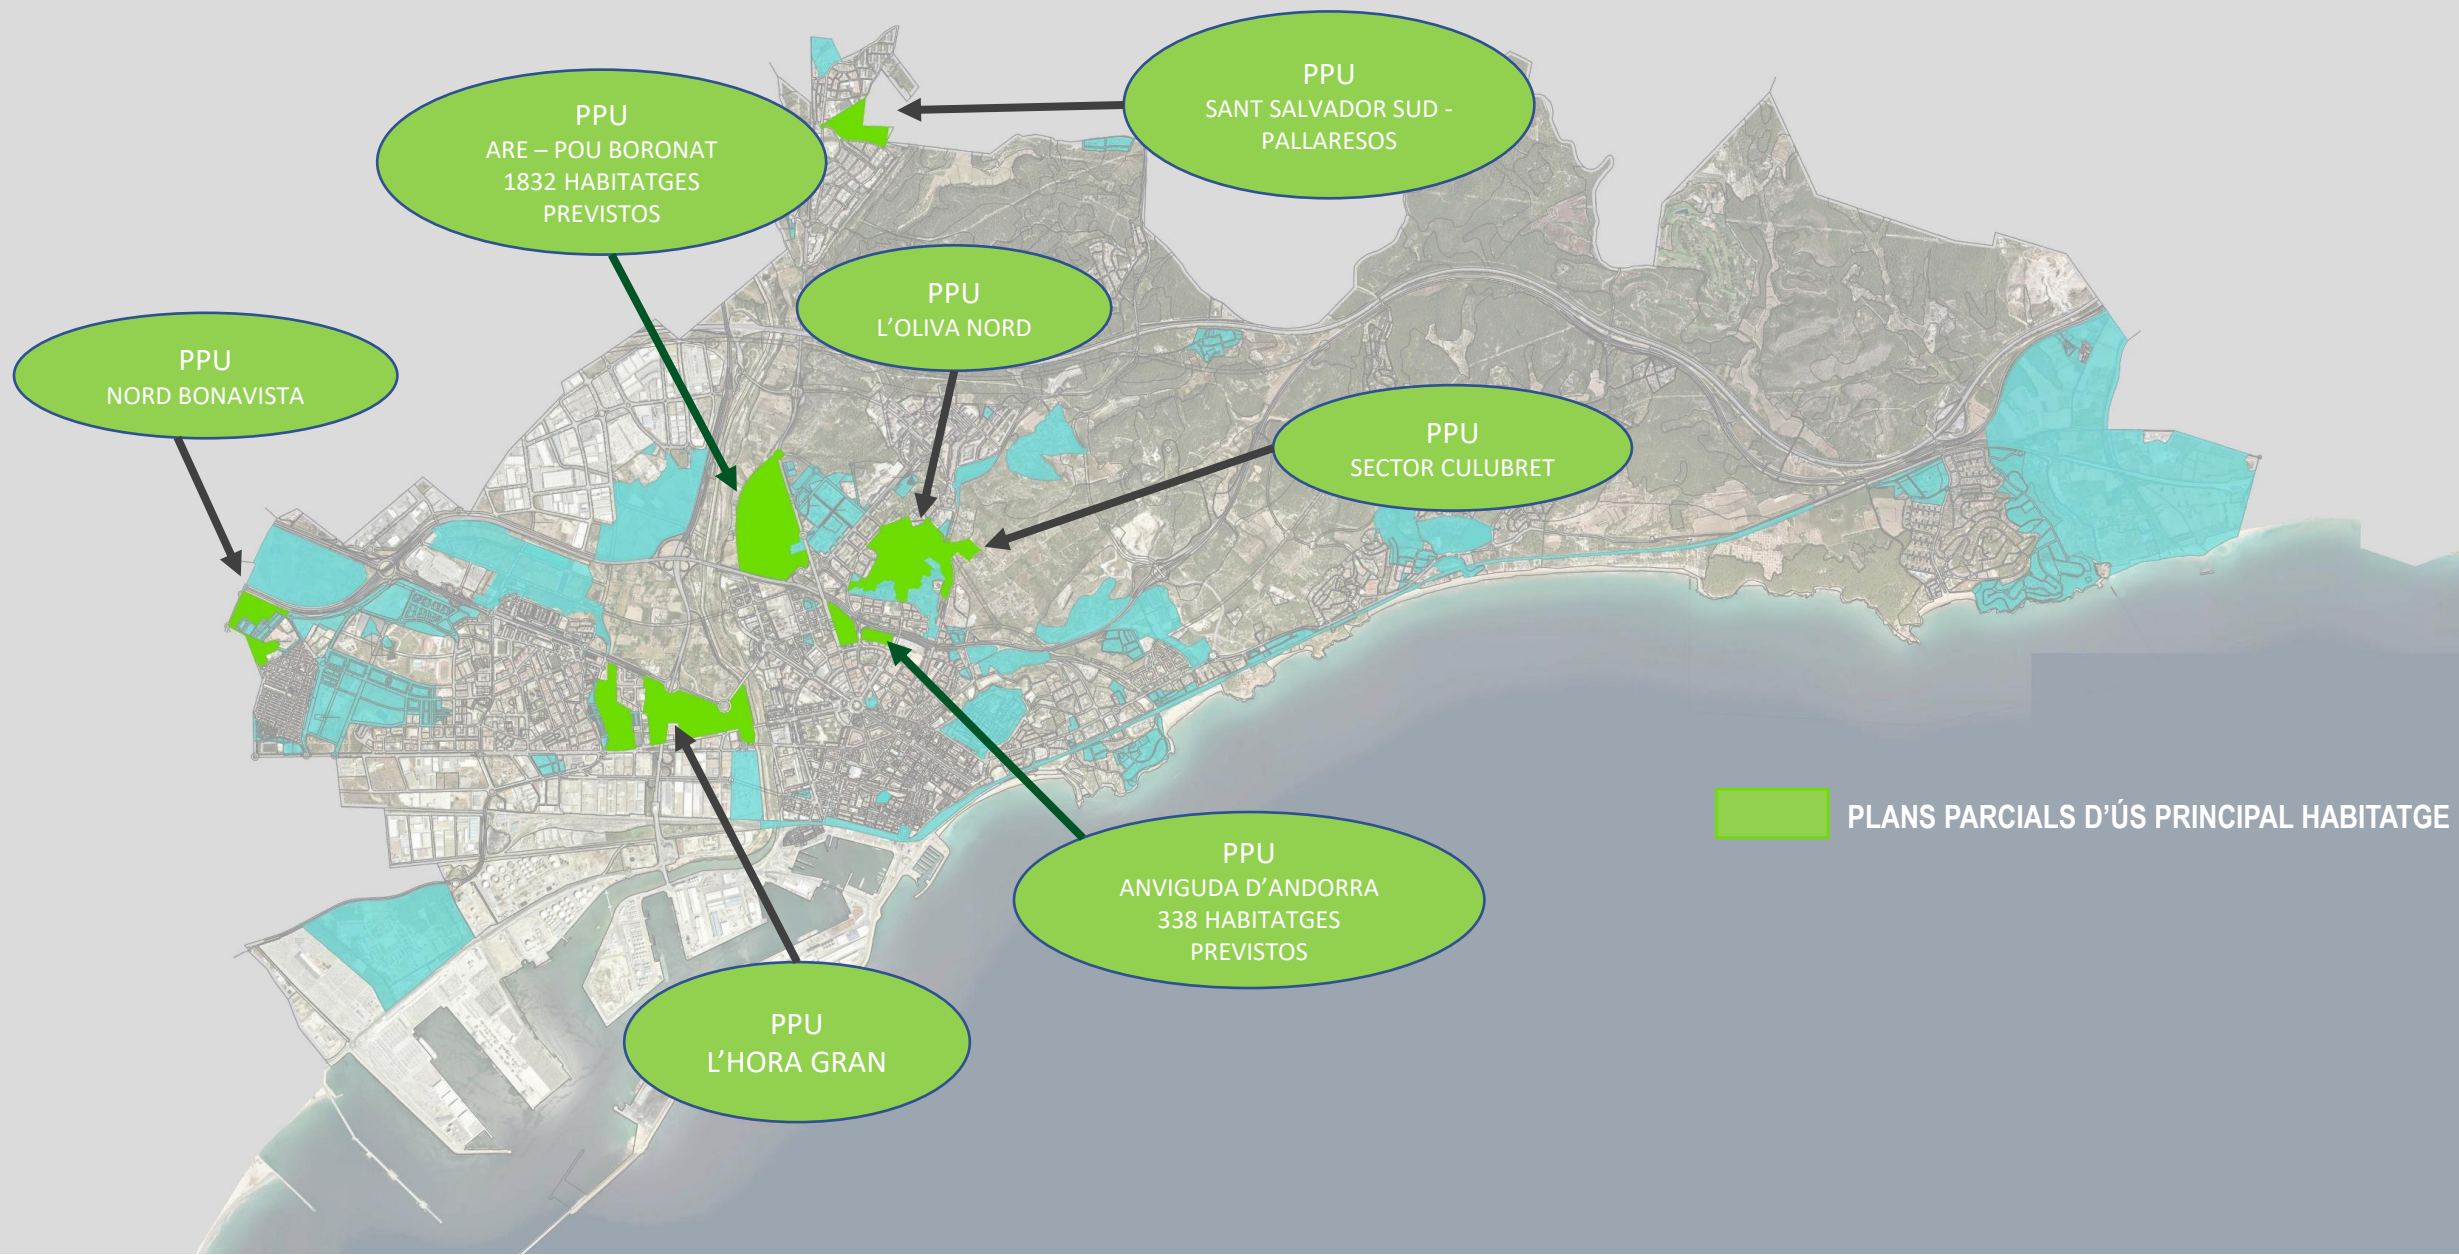 PPU
SANT SALVADOR SUD -
PALLARESOS
PPU
ARE – POU BORONAT
1832 HABITATGES
PREVISTOS
PPU
L'OLIVA NORD
PPU
NORD BONAVISTA
PPU
SECTOR CULUBRET
PLANS PARCIALS D'ÚS PRINCIPAL HABITATGE
PPU
ANVIGUDA D'ANDORRA
338 HABITATGES
PREVISTOS
PPU
L'HORA GRAN